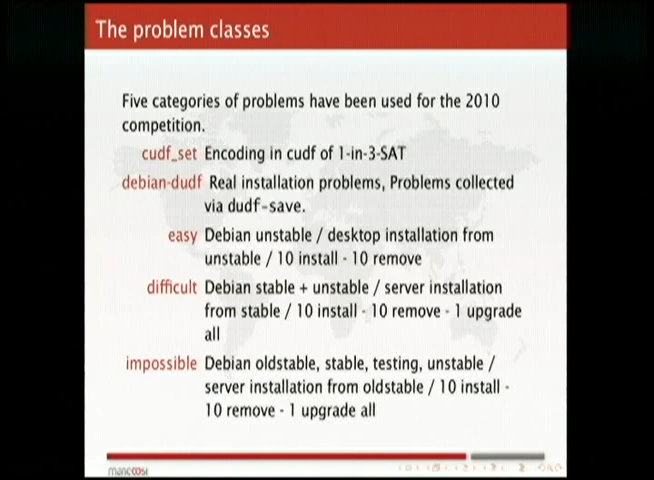 The problem classes
Five categories of problems have been used for the 2010
competition.
cudf_set Encoding in cudf of 1-in-3-SAT
debian-dudf Real installation problems, Problems collected
via dudf-save.
easy Debian unstable / desktop installation from
unstable / 10 install - 10 remove
difficult Debian stable + unstable / server installation
from stable / 10 install - 10 remove - 1 upgrade
all
impossible Debian oldstable, stable, testing, unstable /
server installation from oldstable / 10 install -
10 remove - 1 upgrade all
mancoosi